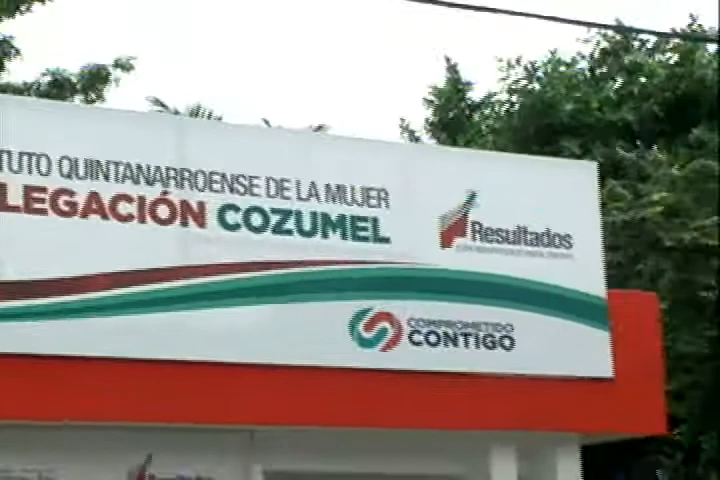 TUTO QUINTANARROENSE DE LA MUJER
LEGACIÓN COZUMEL
Resultados
COMPROMETIDO
CONTIGO